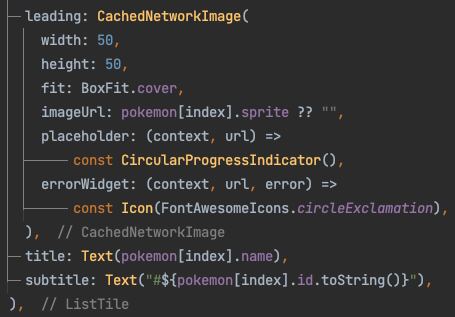 leading: CachedNetworkImage(
width: 50,
height: 50,
fit: BoxFit.cover,
imageUrl: pokemon[index].sprite ?? "",
placeholder: (context, url) =>
const CircularProgressIndicator(),
errorWidget: (context, url, error) =>
const Icon(FontAwesomeIcons.circleExclamation),
), // CachedNetworkImage
title: Text(pokemon[index].name),
subtitle: Text("#${pokemon[index].id.toString()}"),
), // ListTile